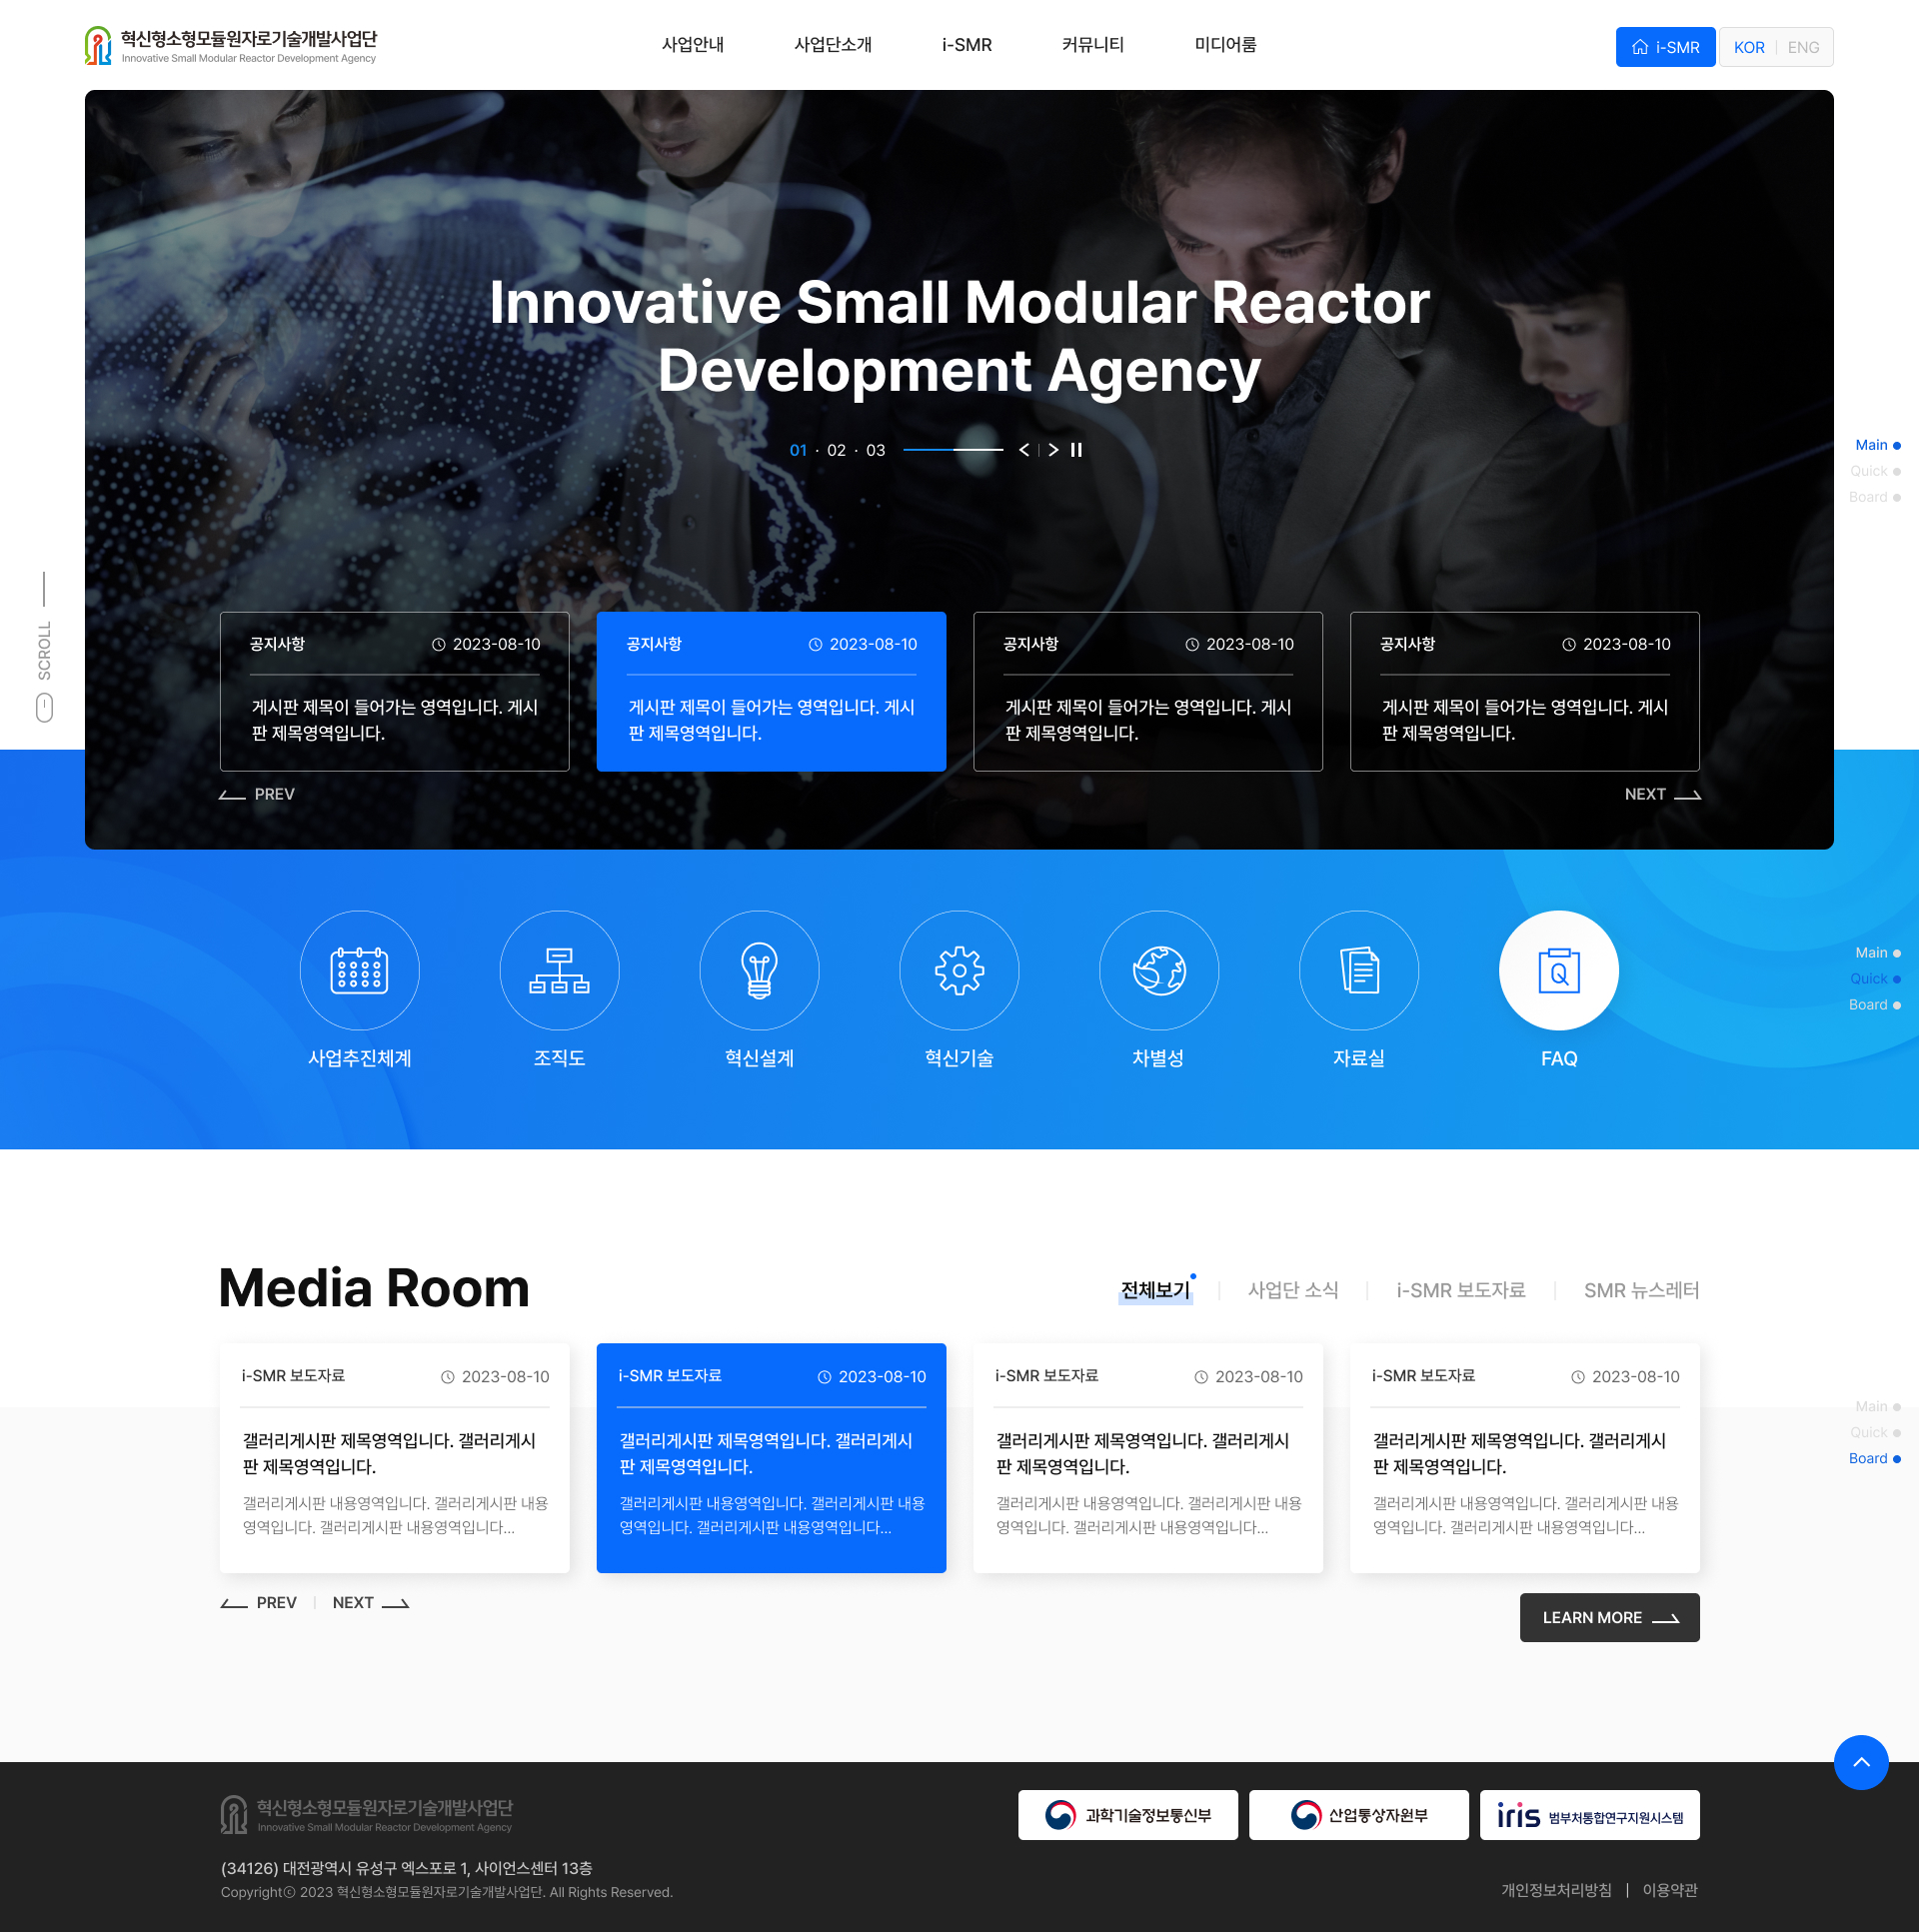 혁신형소형모듈원자로기술개발사업단
Innovative Small Modular Reactor Development Agency
사업안내
사업단소개
i-SMR
커뮤니티
미디어룸
i-SMR
KOR
ENG
Innovative Small Modular Reactor
Development Agency
01 · 02 · 03
Main
Quick
Board
SCROLL
공지사항
2023-08-10
게시판 제목이 들어가는 영역입니다. 게시
판 제목영역입니다.
공지사항
2023-08-10
게시판 제목이 들어가는 영역입니다. 게시
판 제목영역입니다.
공지사항
2023-08-10
게시판 제목이 들어가는 영역입니다. 게시
판 제목영역입니다.
공지사항
2023-08-10
게시판 제목이 들어가는 영역입니다. 게시
판 제목영역입니다.
PREV
NEXT
사업추진체계
조직도
혁신설계
혁신기술
차별성
자료실
Q
FAQ
Main
Quick
Board
Media Room
전체보기
사업단 소식
i-SMR 보도자료
SMR 뉴스레터
i-SMR 보도자료
2023-08-10
갤러리게시판 제목영역입니다. 갤러리게시
판 제목영역입니다.
갤러리게시판 내용영역입니다. 갤러리게시판 내용
영역입니다. 갤러리게시판 내용영역입니다...
i-SMR 보도자료
2023-08-10
갤러리게시판 제목영역입니다. 갤러리게시
판 제목영역입니다.
갤러리게시판 내용영역입니다. 갤러리게시판 내용
영역입니다. 갤러리게시판 내용영역입니다...
i-SMR 보도자료
2023-08-10
갤러리게시판 제목영역입니다. 갤러리게시
판 제목영역입니다.
갤러리게시판 내용영역입니다. 갤러리게시판 내용
영역입니다. 갤러리게시판 내용영역입니다...
i-SMR 보도자료
2023-08-10
갤러리게시판 제목영역입니다. 갤러리게시
판 제목영역입니다.
갤러리게시판 내용영역입니다. 갤러리게시판 내용
영역입니다. 갤러리게시판 내용영역입니다...
Main
Quick
Board
PREV
NEXT
LEARN MORE
혁신형소형모듈원자로기술개발사업단
Innovative Small Modular Reactor Development Agency
과학기술정보통신부
산업통상자원부
iris 범부처통합연구지원시스템
(34126) 대전광역시 유성구 엑스포로 1, 사이언스센터 13층
Copyrightⓒ 2023 혁신형소형모듈원자로기술개발사업단. All Rights Reserved.
개인정보처리방침 | 이용약관